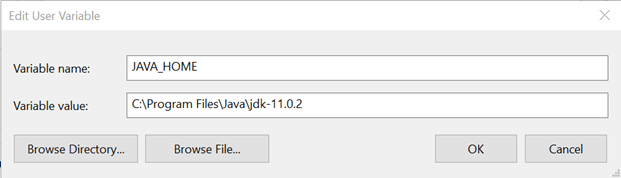 Edit User Variable
Variable name: JAVA_HOME
Variable value: C:\Program Files\Java\jdk-11.0.2
Browse Directory... Browse File... OK Cancel